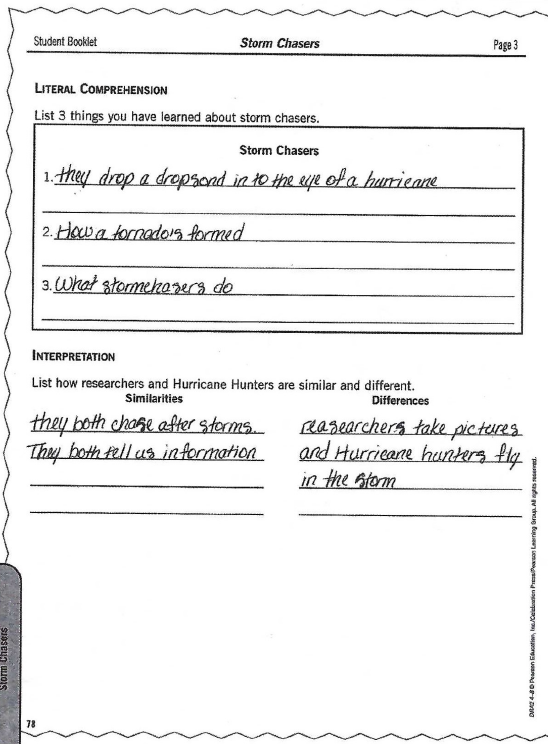 Student Booklet Storm Chasers Page 3
LITERAL COMPREHENSION
List 3 things you have learned about storm chasers.
Storm Chasers
1. they drop a dropsond in to the eye of a hurricane
2. How a tornado is formed
3. What stormchasers do
INTERPRETATION
List how researchers and Hurricane Hunters are similar and different.
Similarities
they both chase after storms.
They both tell us information
Differences
reasearchers take pictures
and Hurricane hunters fly
in the storm
DRA2 4–8 © Pearson Education, Inc./Celebration Press/Pearson Learning Group. All rights reserved.
Storm Chasers
78